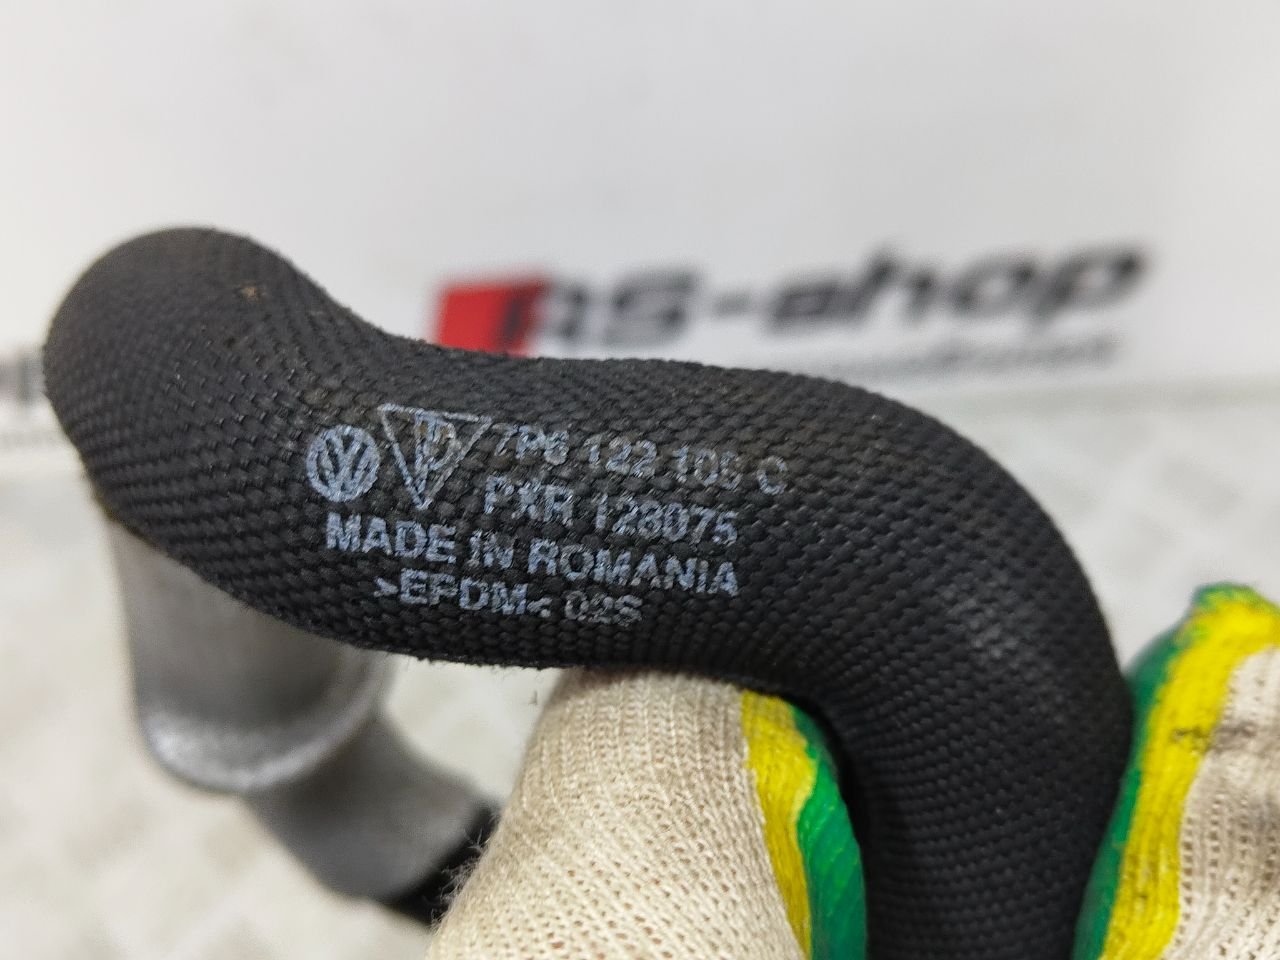 RS-shop
7P6 122 105 C
PXR 128075
MADE IN ROMANIA
>EPDM< 02S